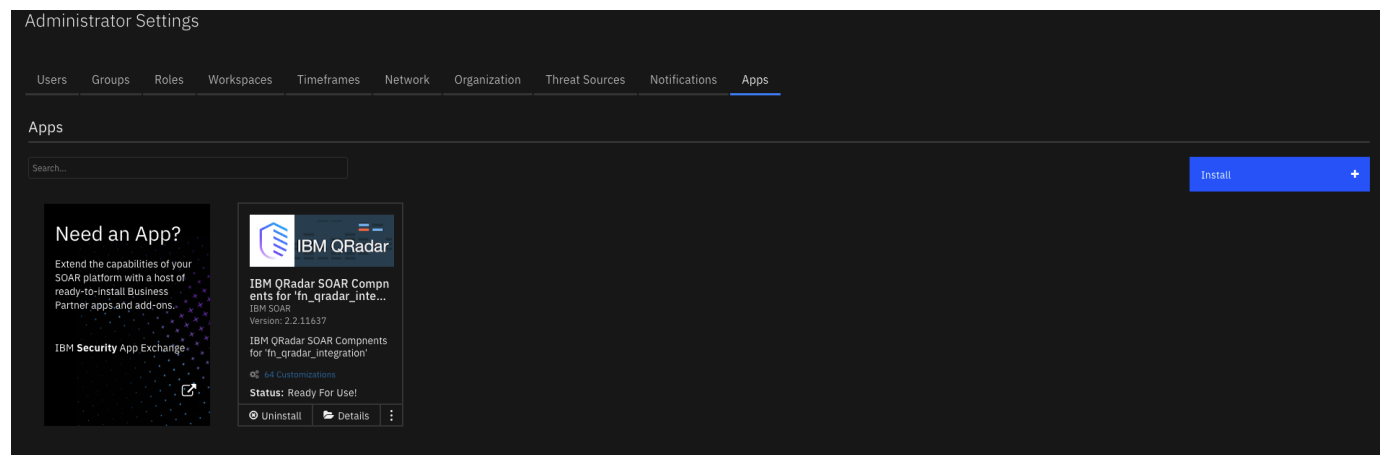 Administrator Settings
Users Groups Roles Workspaces Timeframes Network Organization Threat Sources Notifications Apps
Apps
Search...
Install +
Need an App?
Extend the capabilities of your
SOAR platform with a host of
ready-to-install Business
Partner apps and add-ons.
IBM Security App Exchange
IBM QRadar
IBM QRadar SOAR Compn
ents for 'fn_qradar_inte...
IBM SOAR
Version: 2.2.11637
IBM QRadar SOAR Compnents
for 'fn_qradar_integration'
64 Customizations
Status: Ready For Use!
Uninstall Details